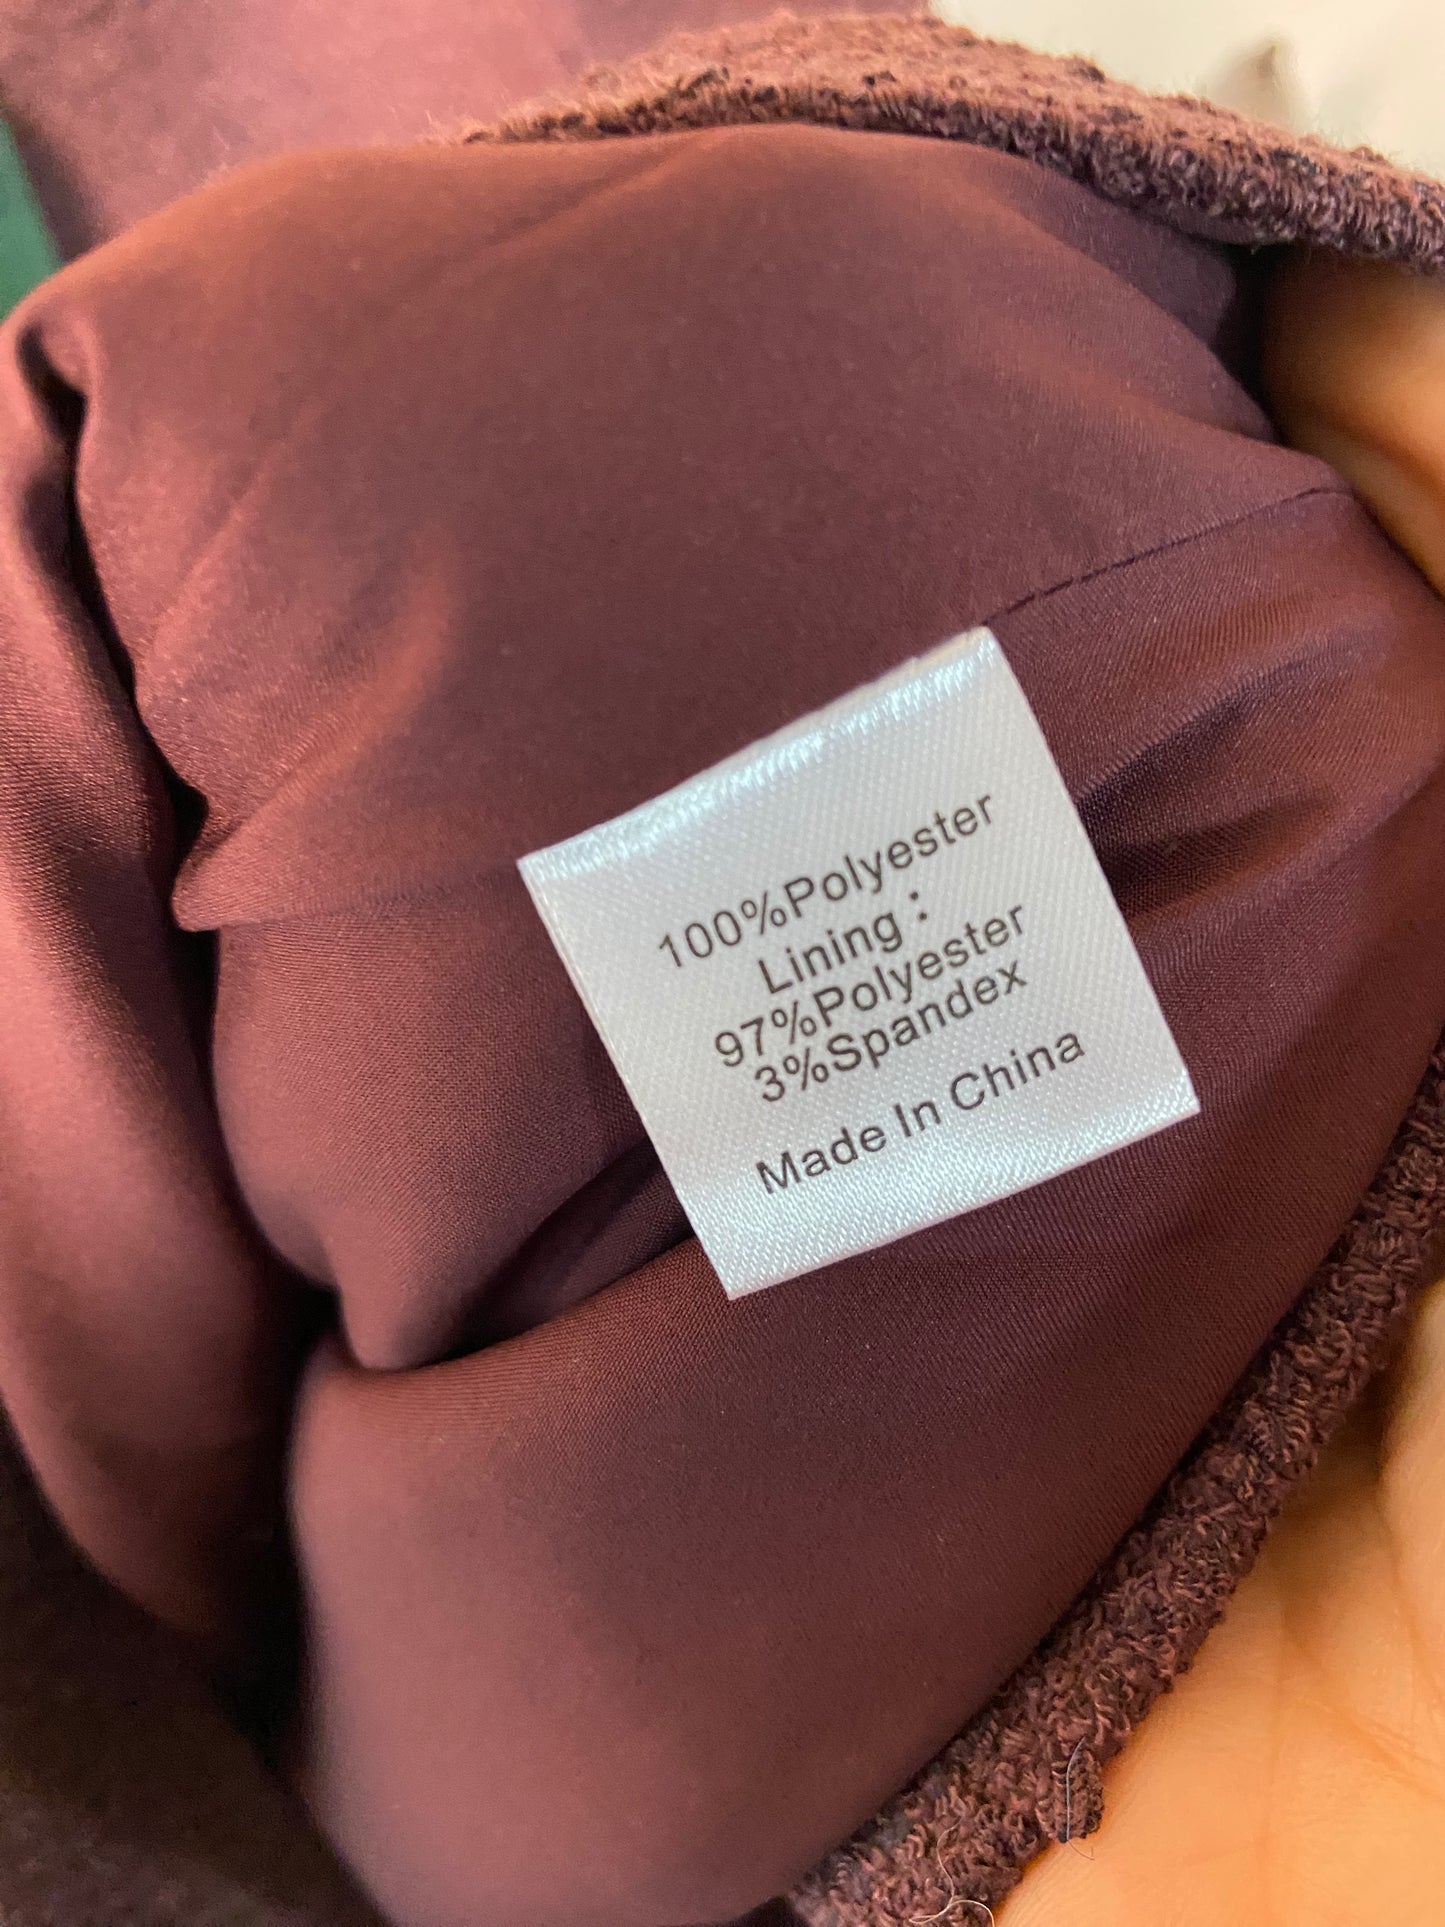 100%Polyester
Lining :
97%Polyester
3%Spandex
Made In China